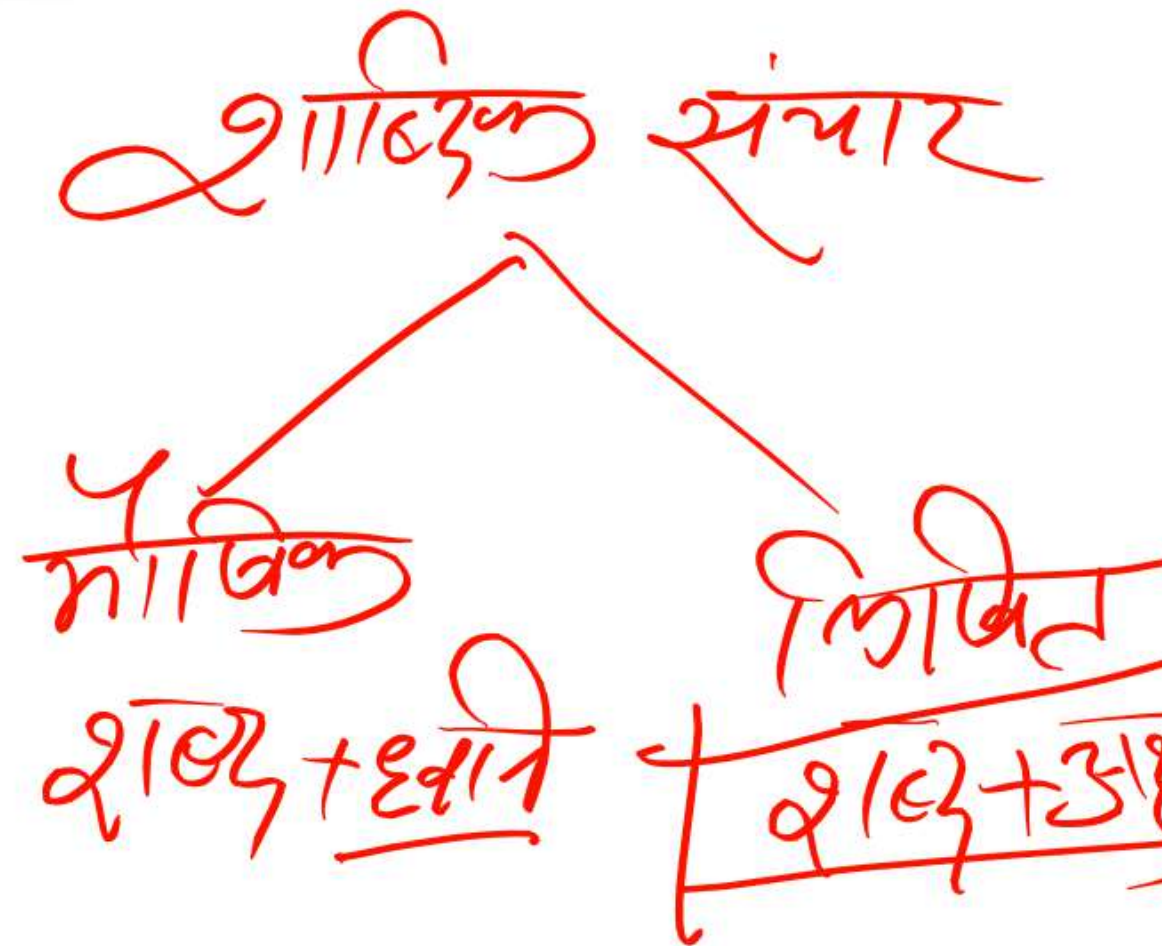 शाब्दिक संचार
मौखिक
लिखित
शब्द + ध्वनि
शब्द +